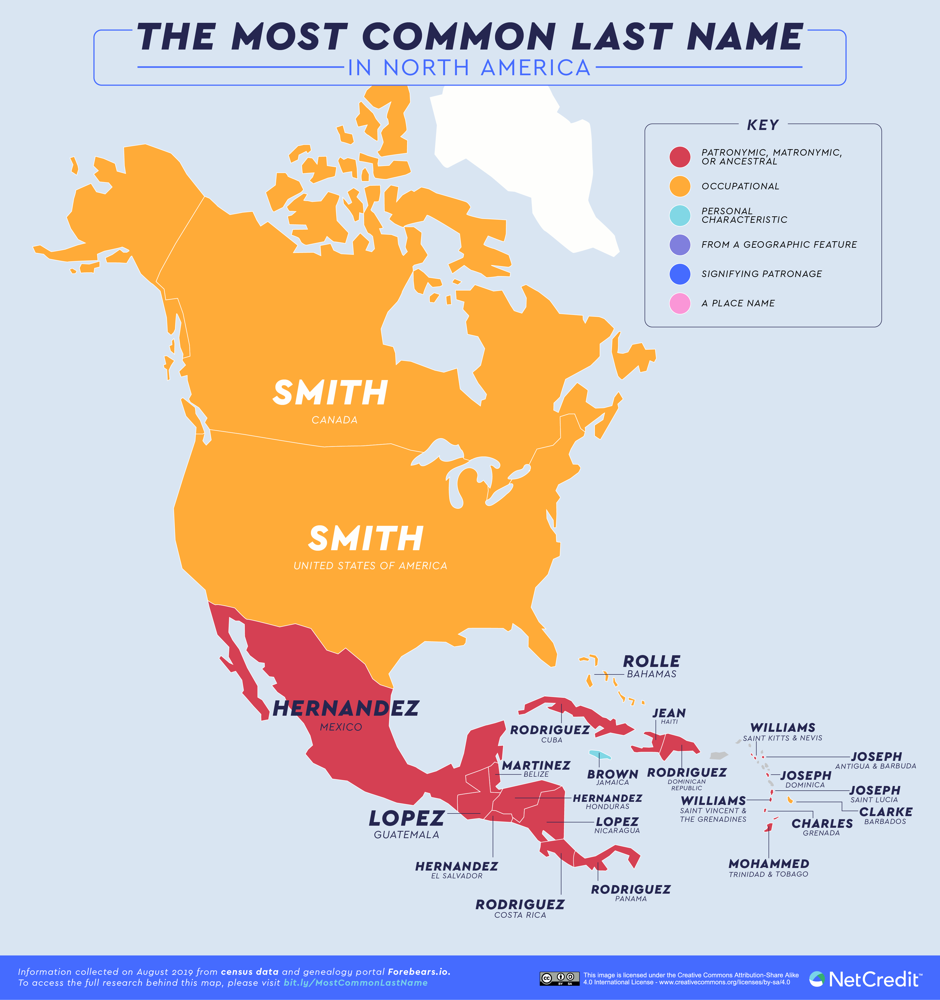 THE MOST COMMON LAST NAME
IN NORTH AMERICA
KEY
PATRONYMIC, MATRONYMIC,
OR ANCESTRAL
OCCUPATIONAL
PERSONAL
CHARACTERISTIC
FROM A GEOGRAPHIC FEATURE
SIGNIFYING PATRONAGE
A PLACE NAME
SMITH
CANADA
SMITH
UNITED STATES OF AMERICA
ROLLE
BAHAMAS
HERNANDEZ
MEXICO
JEAN
HAITI
RODRIGUEZ
CUBA
WILLIAMS
SAINT KITTS & NEVIS
JOSEPH
ANTIGUA & BARBUDA
MARTINEZ
BELIZE
BROWN
JAMAICA
RODRIGUEZ
DOMINICAN
REPUBLIC
JOSEPH
DOMINICA
JOSEPH
SAINT LUCIA
HERNANDEZ
HONDURAS
WILLIAMS
SAINT VINCENT &
THE GRENADINES
CLARKE
BARBADOS
LOPEZ
GUATEMALA
LOPEZ
NICARAGUA
CHARLES
GRENADA
HERNANDEZ
EL SALVADOR
MOHAMMED
TRINIDAD & TOBAGO
RODRIGUEZ
PANAMA
RODRIGUEZ
COSTA RICA
Information collected on August 2019 from census data and genealogy portal Forebears.io.
To access the full research behind this map, please visit bit.ly/MostCommonLastName
CC BY SA
This image is licensed under the Creative Commons Attribution-Share Alike
4.0 International License - www.creativecommons.org/licenses/by-sa/4.0
NetCredit™